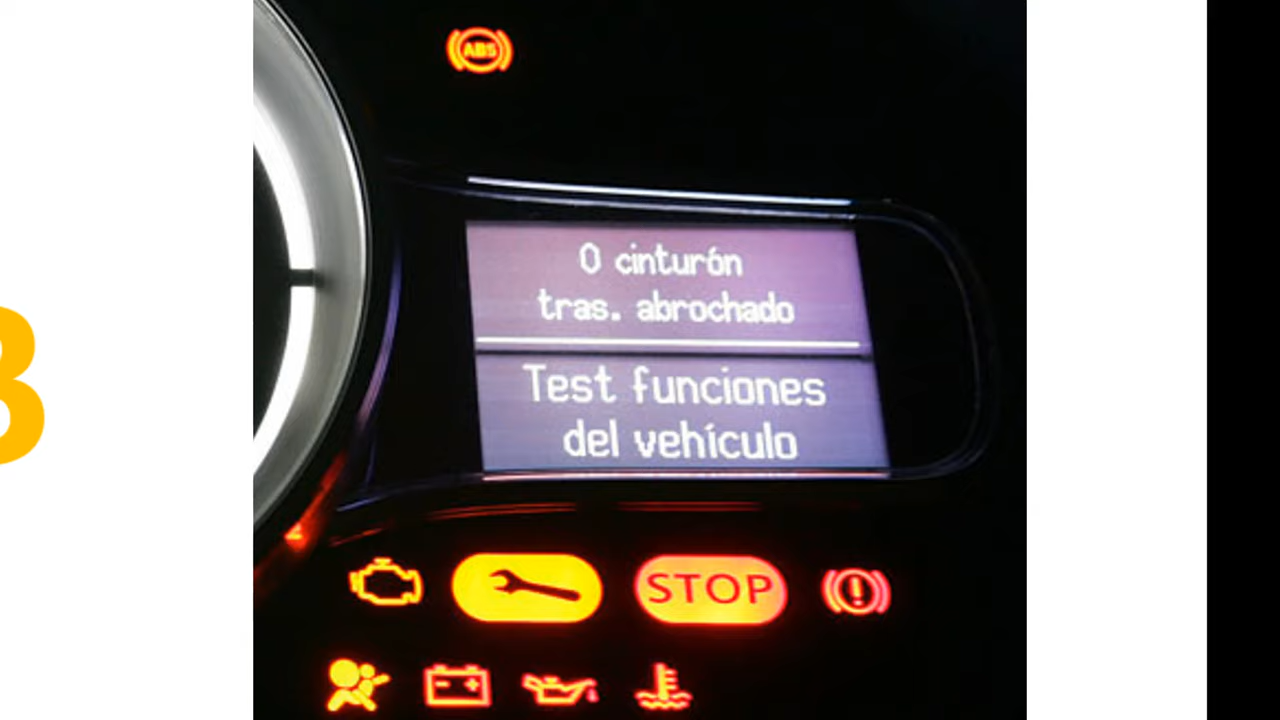 ABS
0 cinturón
tras. abrochado
Test funciones
del vehículo
STOP